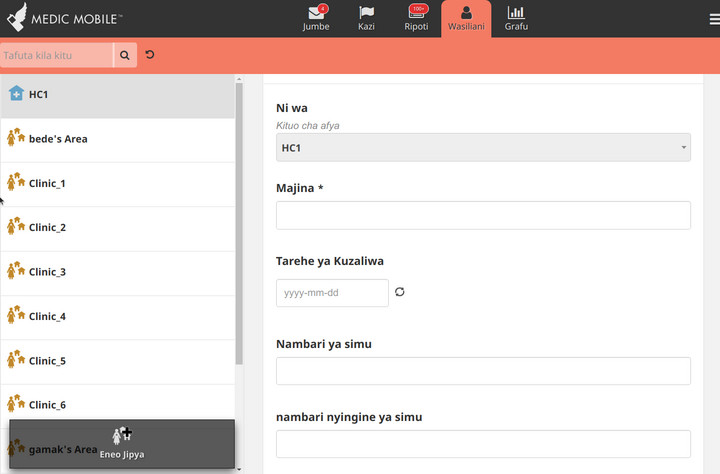 MEDIC MOBILE™
4
Jumbe
Kazi
100+
Ripoti
Wasiliani
Grafu
Tafuta kila kitu
HC1
bede's Area
Clinic_1
Clinic_2
Clinic_3
Clinic_4
Clinic_5
Clinic_6
gamak's Area
Eneo Jipya
Ni wa
Kituo cha afya
HC1
Majina *
Tarehe ya Kuzaliwa
yyyy-mm-dd
Nambari ya simu
nambari nyingine ya simu